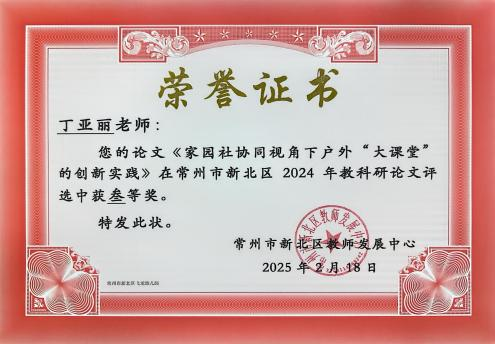 荣誉证书
丁亚丽老师：
您的论文《家园社协同视角下户外“大课堂”
的创新实践》在常州市新北区 2024 年教科研论文评
选中获叁等奖。
特发此状。
常州市新北区教师发展中心
2025 年 2 月 18 日